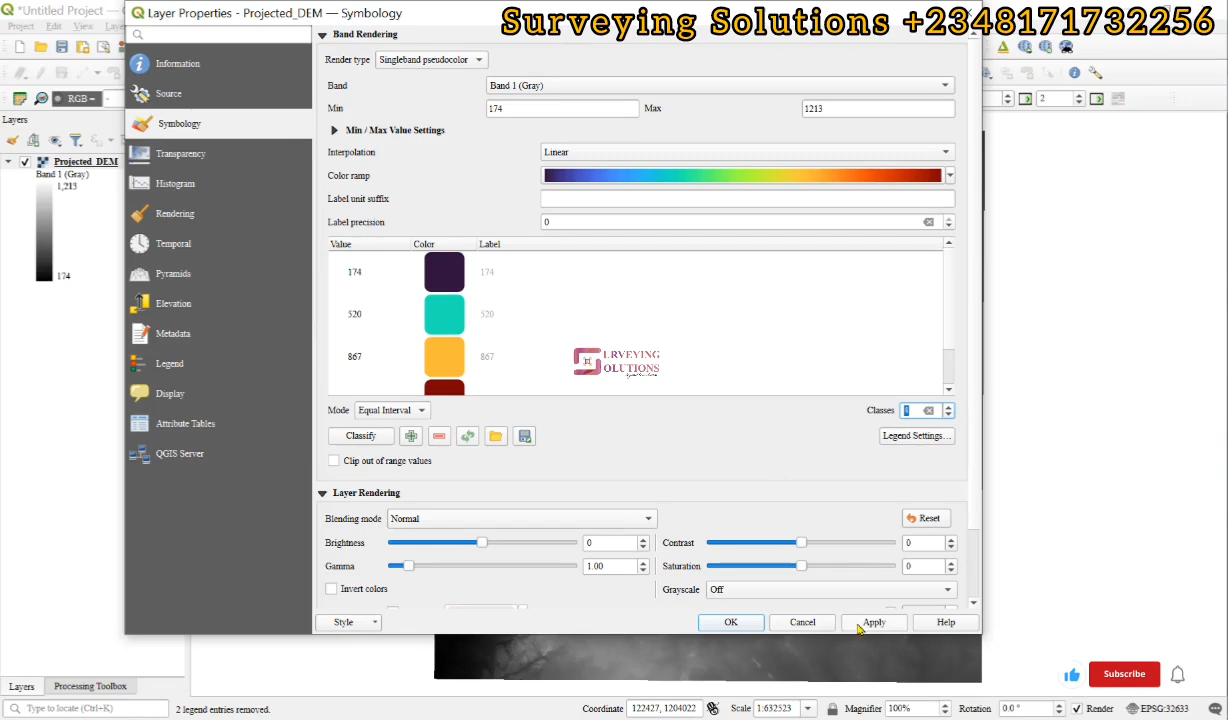 *Untitled Project —
Layer Properties - Projected_DEM — Symbology
Surveying Solutions +2348171732256
Project Edit View Layer
Band Rendering
Render type Singleband pseudocolor
Information
Band Band 1 (Gray)
Source
RGB
2
Min 174 Max 1213
Layers
Symbology
Min / Max Value Settings
Transparency
Interpolation Linear
Projected_DEM
Band 1 (Gray)
1,213
Color ramp
Histogram
Label unit suffix
Rendering
Label precision 0
Temporal
Value Color Label
174
Pyramids
174 174
Elevation
520 520
Metadata
867 867
LRVEYING
SOLUTIONS
Legend
Display
Mode Equal Interval Classes
Attribute Tables
Classify Legend Settings...
QGIS Server
Clip out of range values
Layer Rendering
Blending mode Normal Reset
Brightness 0 Contrast 0
Gamma 1.00 Saturation 0
Invert colors Grayscale Off
Style OK Cancel Apply Help
Subscribe
Layers Processing Toolbox
Type to locate (Ctrl+K) 2 legend entries removed. Coordinate 122427, 1204022 Scale 1:632523 Magnifier 100% Rotation 0.0 ° Render EPSG:32633